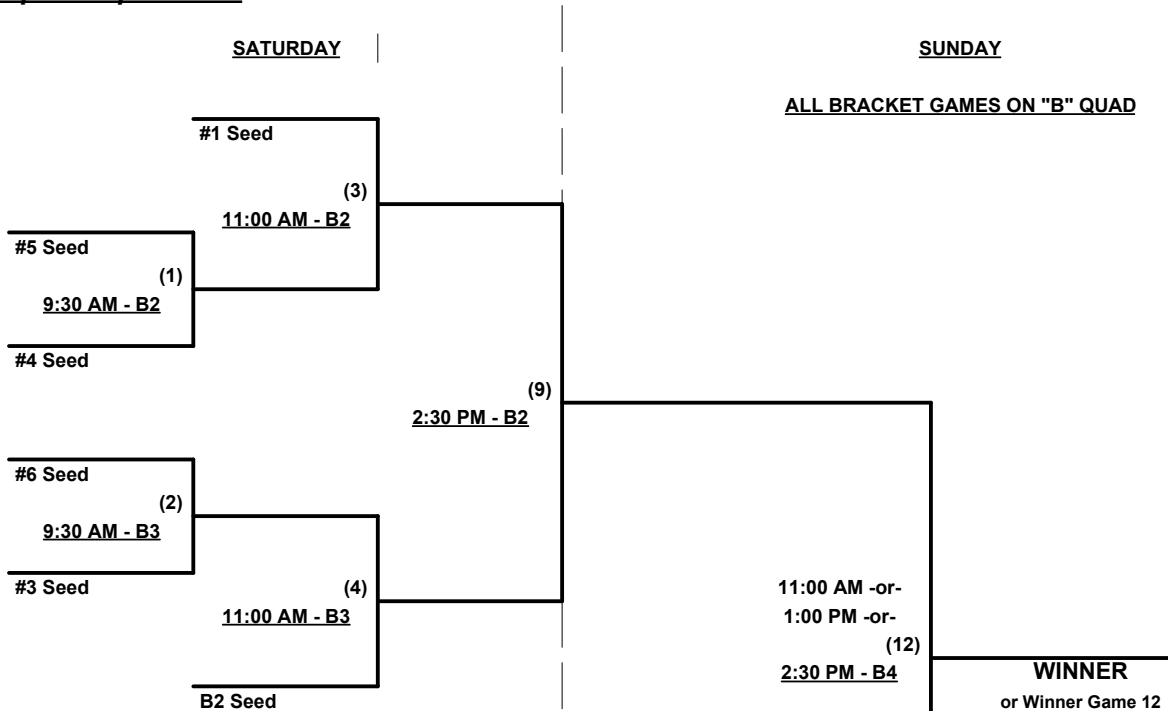 SATURDAY
SUNDAY
ALL BRACKET GAMES ON "B" QUAD
#1 Seed
(3)
11:00 AM - B2
#5 Seed
(1)
9:30 AM - B2
#4 Seed
(9)
2:30 PM - B2
#6 Seed
(2)
9:30 AM - B3
#3 Seed
(4)
11:00 AM - B3
B2 Seed
11:00 AM -or-
1:00 PM -or-
(12)
2:30 PM - B4
WINNER
or Winner Game 12